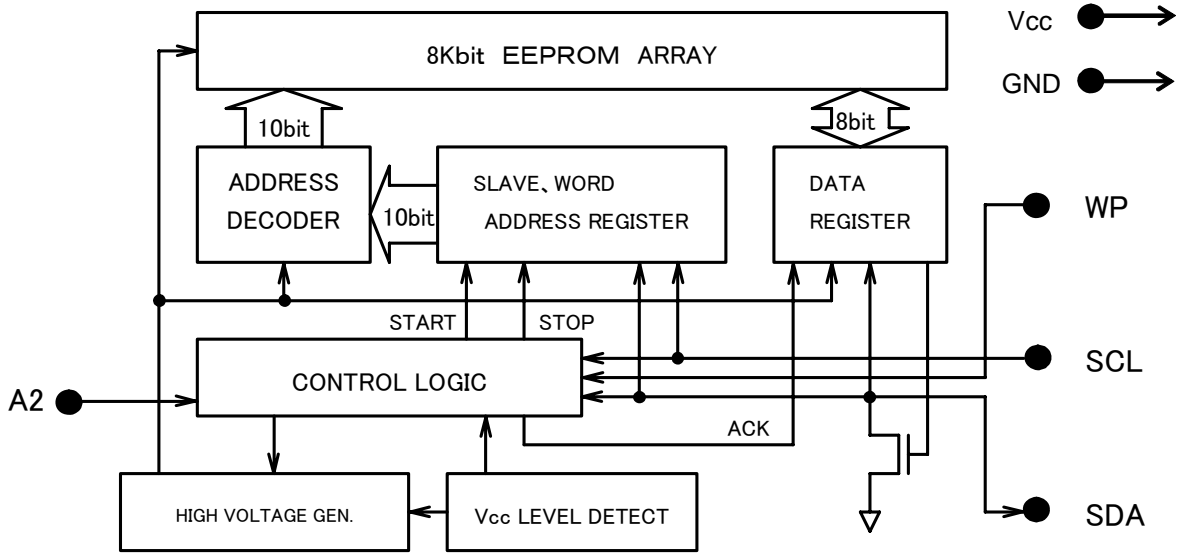 Vcc
8Kbit EEPROM ARRAY
GND
10bit
8bit
ADDRESS
DECODER
10bit
SLAVE、WORD
ADDRESS REGISTER
DATA
REGISTER
WP
START
STOP
CONTROL LOGIC
SCL
A2
ACK
HIGH VOLTAGE GEN.
Vcc LEVEL DETECT
SDA